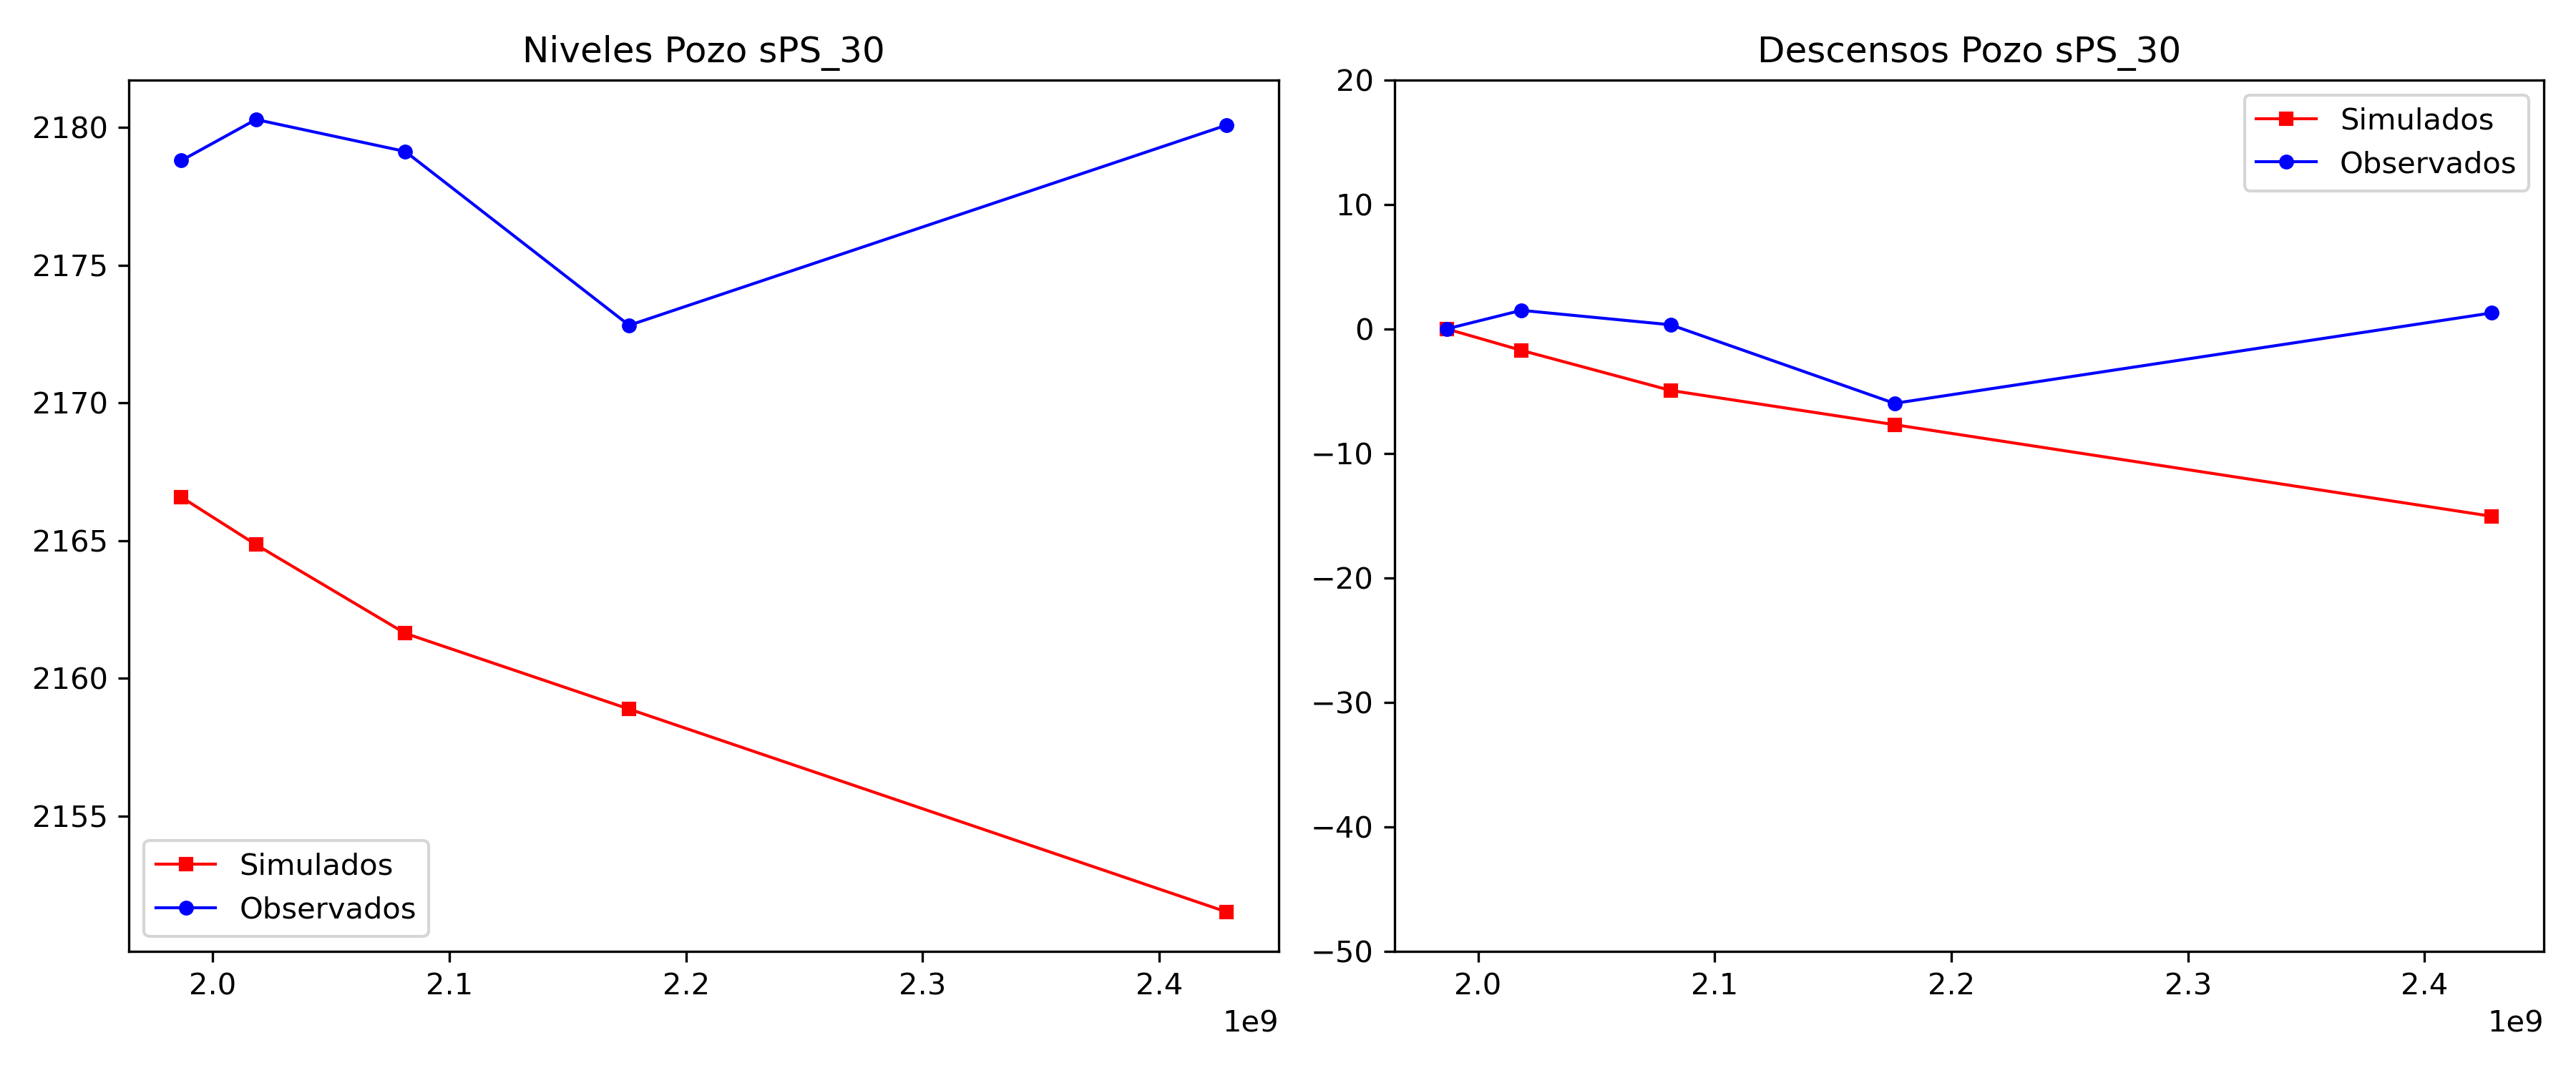 Niveles Pozo sPS_30
2180
2175
2170
2165
2160
2155
Simulados
Observados
2.0 2.1 2.2 2.3 2.4
1e9
Descensos Pozo sPS_30
20
10
0
−10
−20
−30
−40
−50
Simulados
Observados
2.0 2.1 2.2 2.3 2.4
1e9